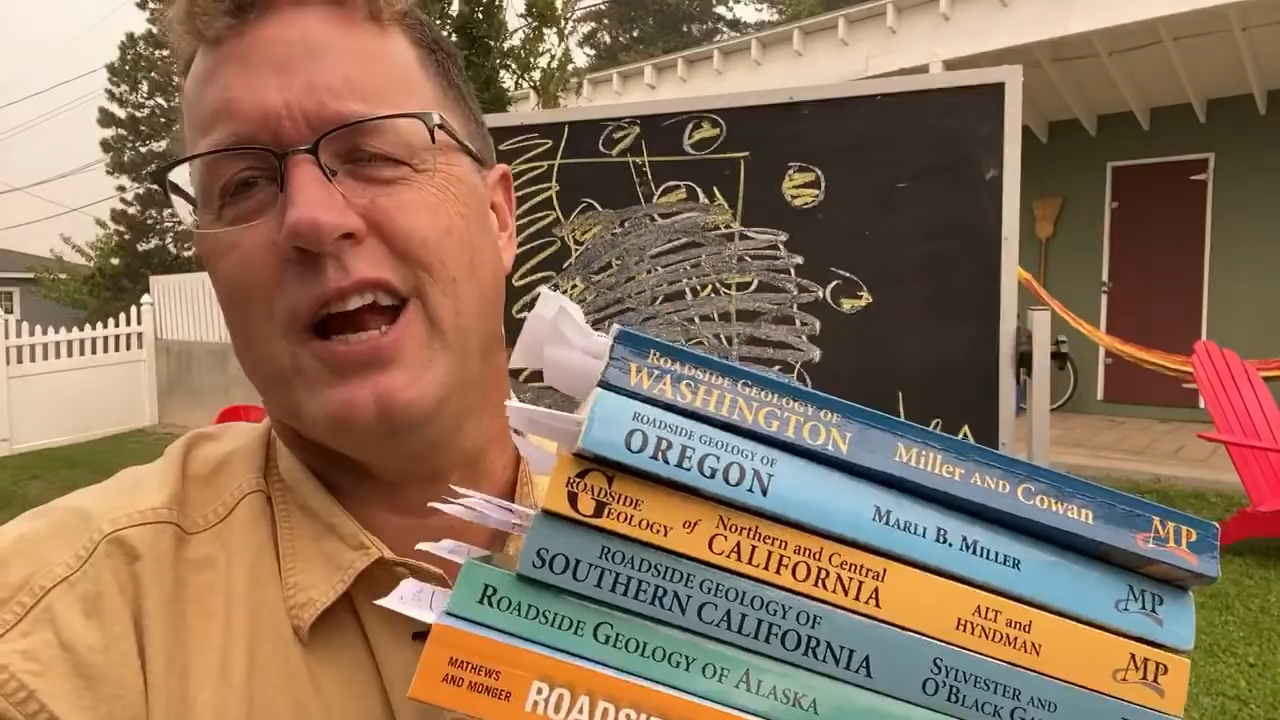 ROADSIDE GEOLOGY OF
WASHINGTON
MILLER AND COWAN
MP
ROADSIDE GEOLOGY OF
OREGON
MARLI B. MILLER
MP
ROADSIDE
GEOLOGY
of
Northern and Central
CALIFORNIA
ALT and
HYNDMAN
MP
ROADSIDE GEOLOGY OF
SOUTHERN CALIFORNIA
SYLVESTER AND
O'BLACK
ROADSIDE GEOLOGY OF ALASKA
MATHEWS
AND MONGER